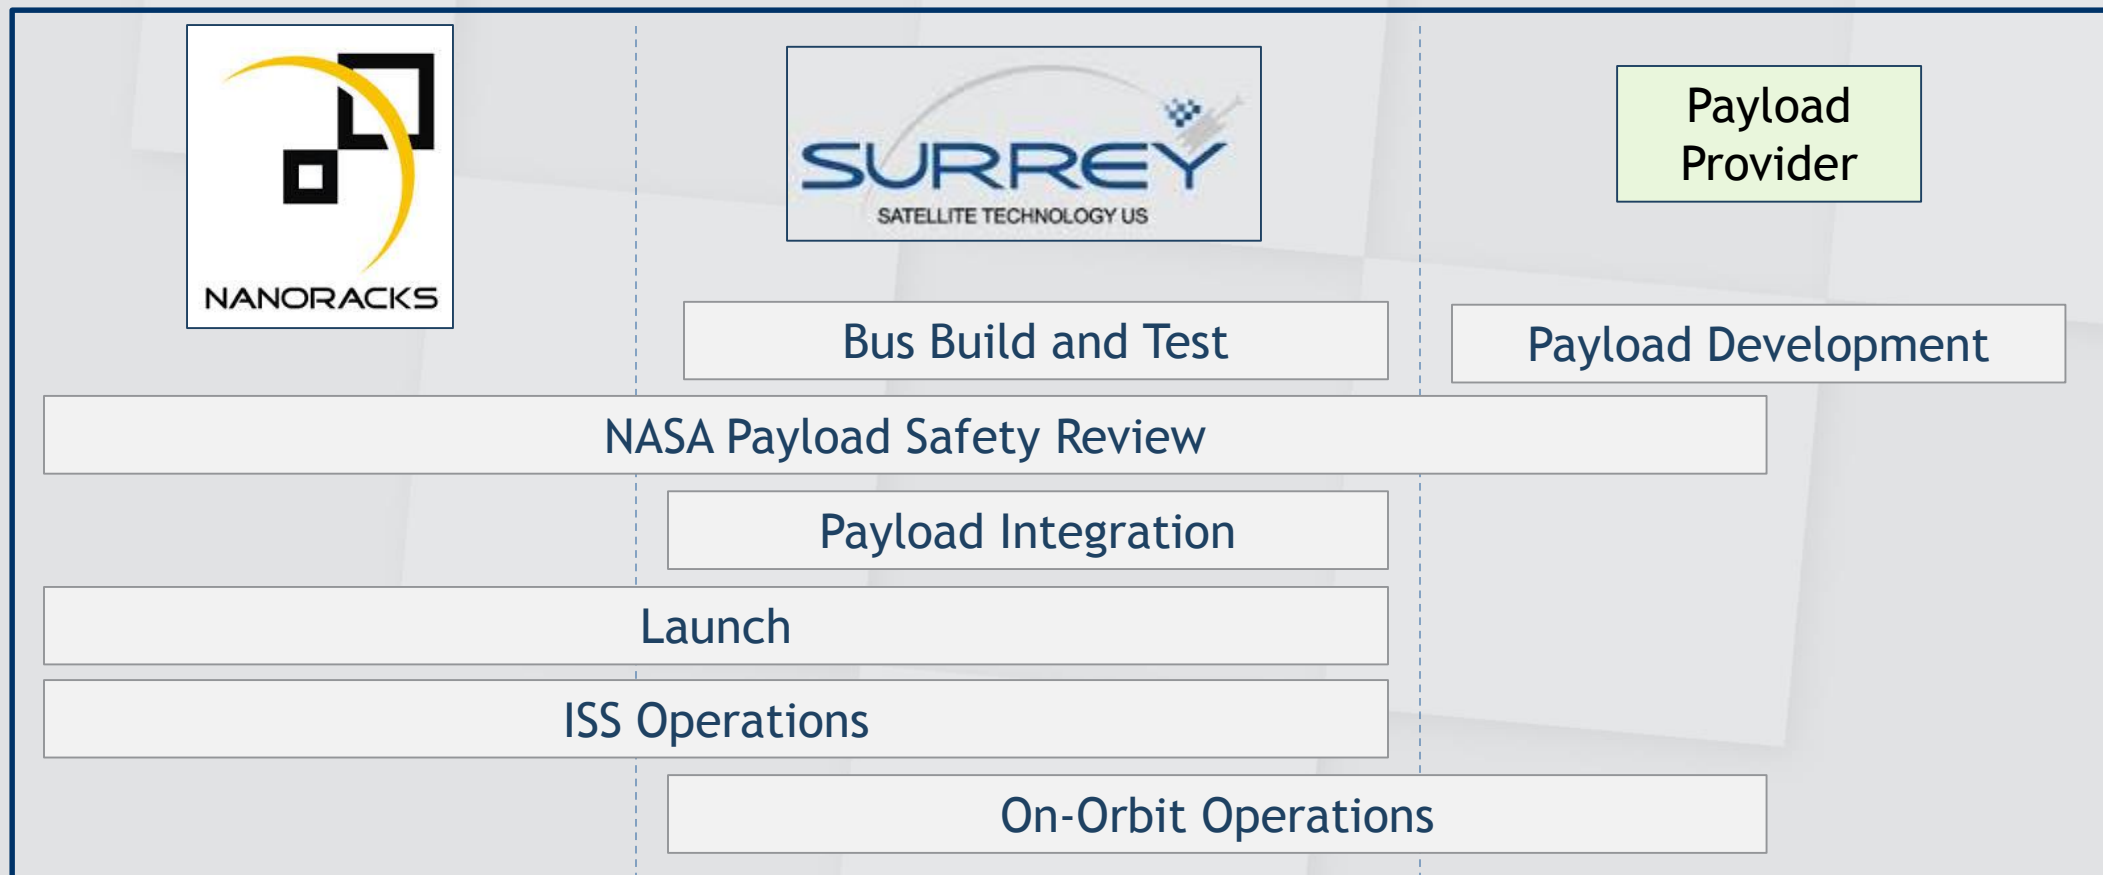 NANORACKS
SURREY
SATELLITE TECHNOLOGY US
Payload
Provider
Bus Build and Test
Payload Development
NASA Payload Safety Review
Payload Integration
Launch
ISS Operations
On-Orbit Operations